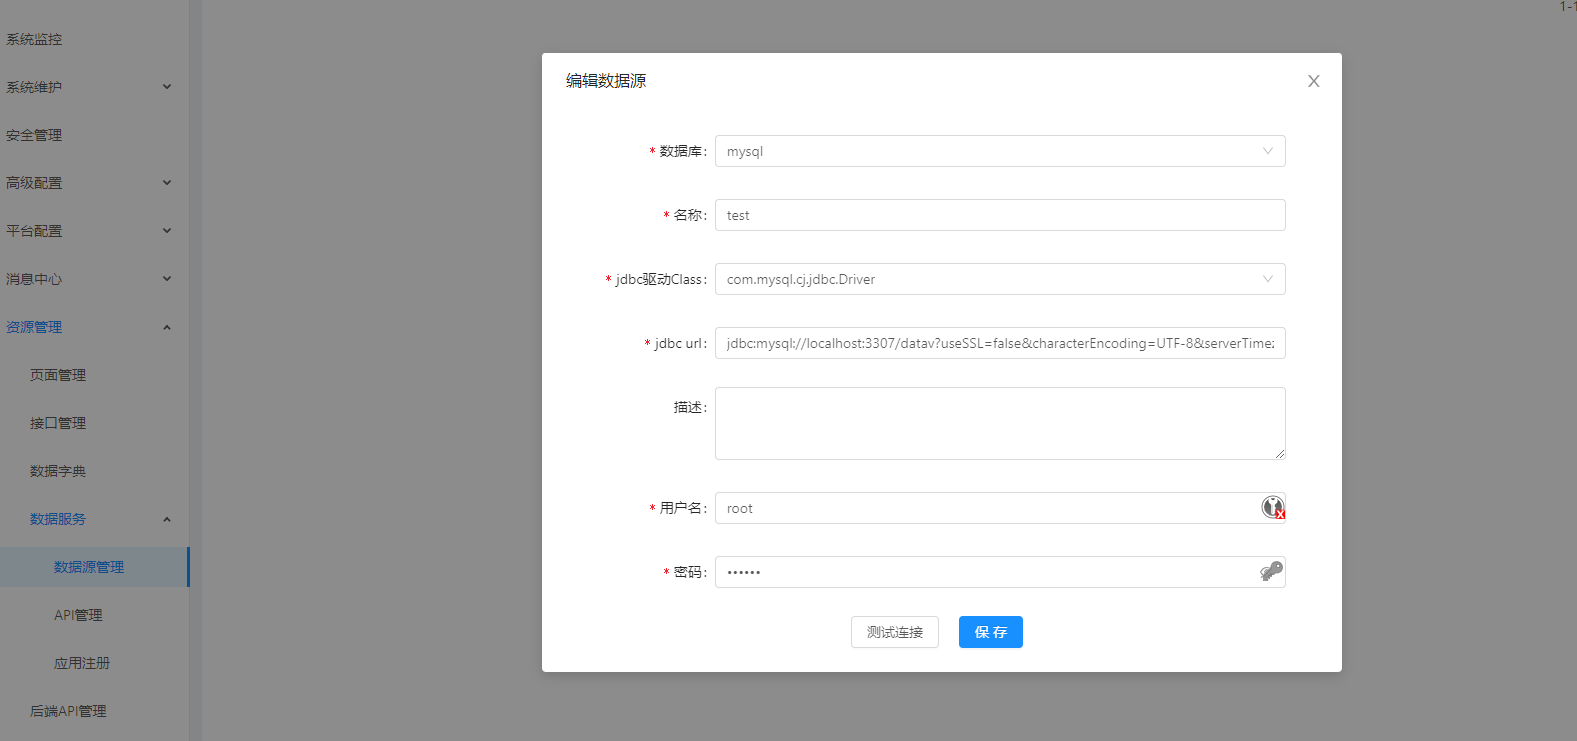 1-1
系统监控
系统维护
安全管理
高级配置
平台配置
消息中心
资源管理
页面管理
接口管理
数据字典
数据服务
数据源管理
API管理
应用注册
后端API管理
编辑数据源
* 数据库: mysql
* 名称: test
* jdbc驱动Class: com.mysql.cj.jdbc.Driver
* jdbc url: jdbc:mysql://localhost:3307/datav?useSSL=false&characterEncoding=UTF-8&serverTimez
描述:
* 用户名: root
* 密码: ••••••
测试连接 保 存